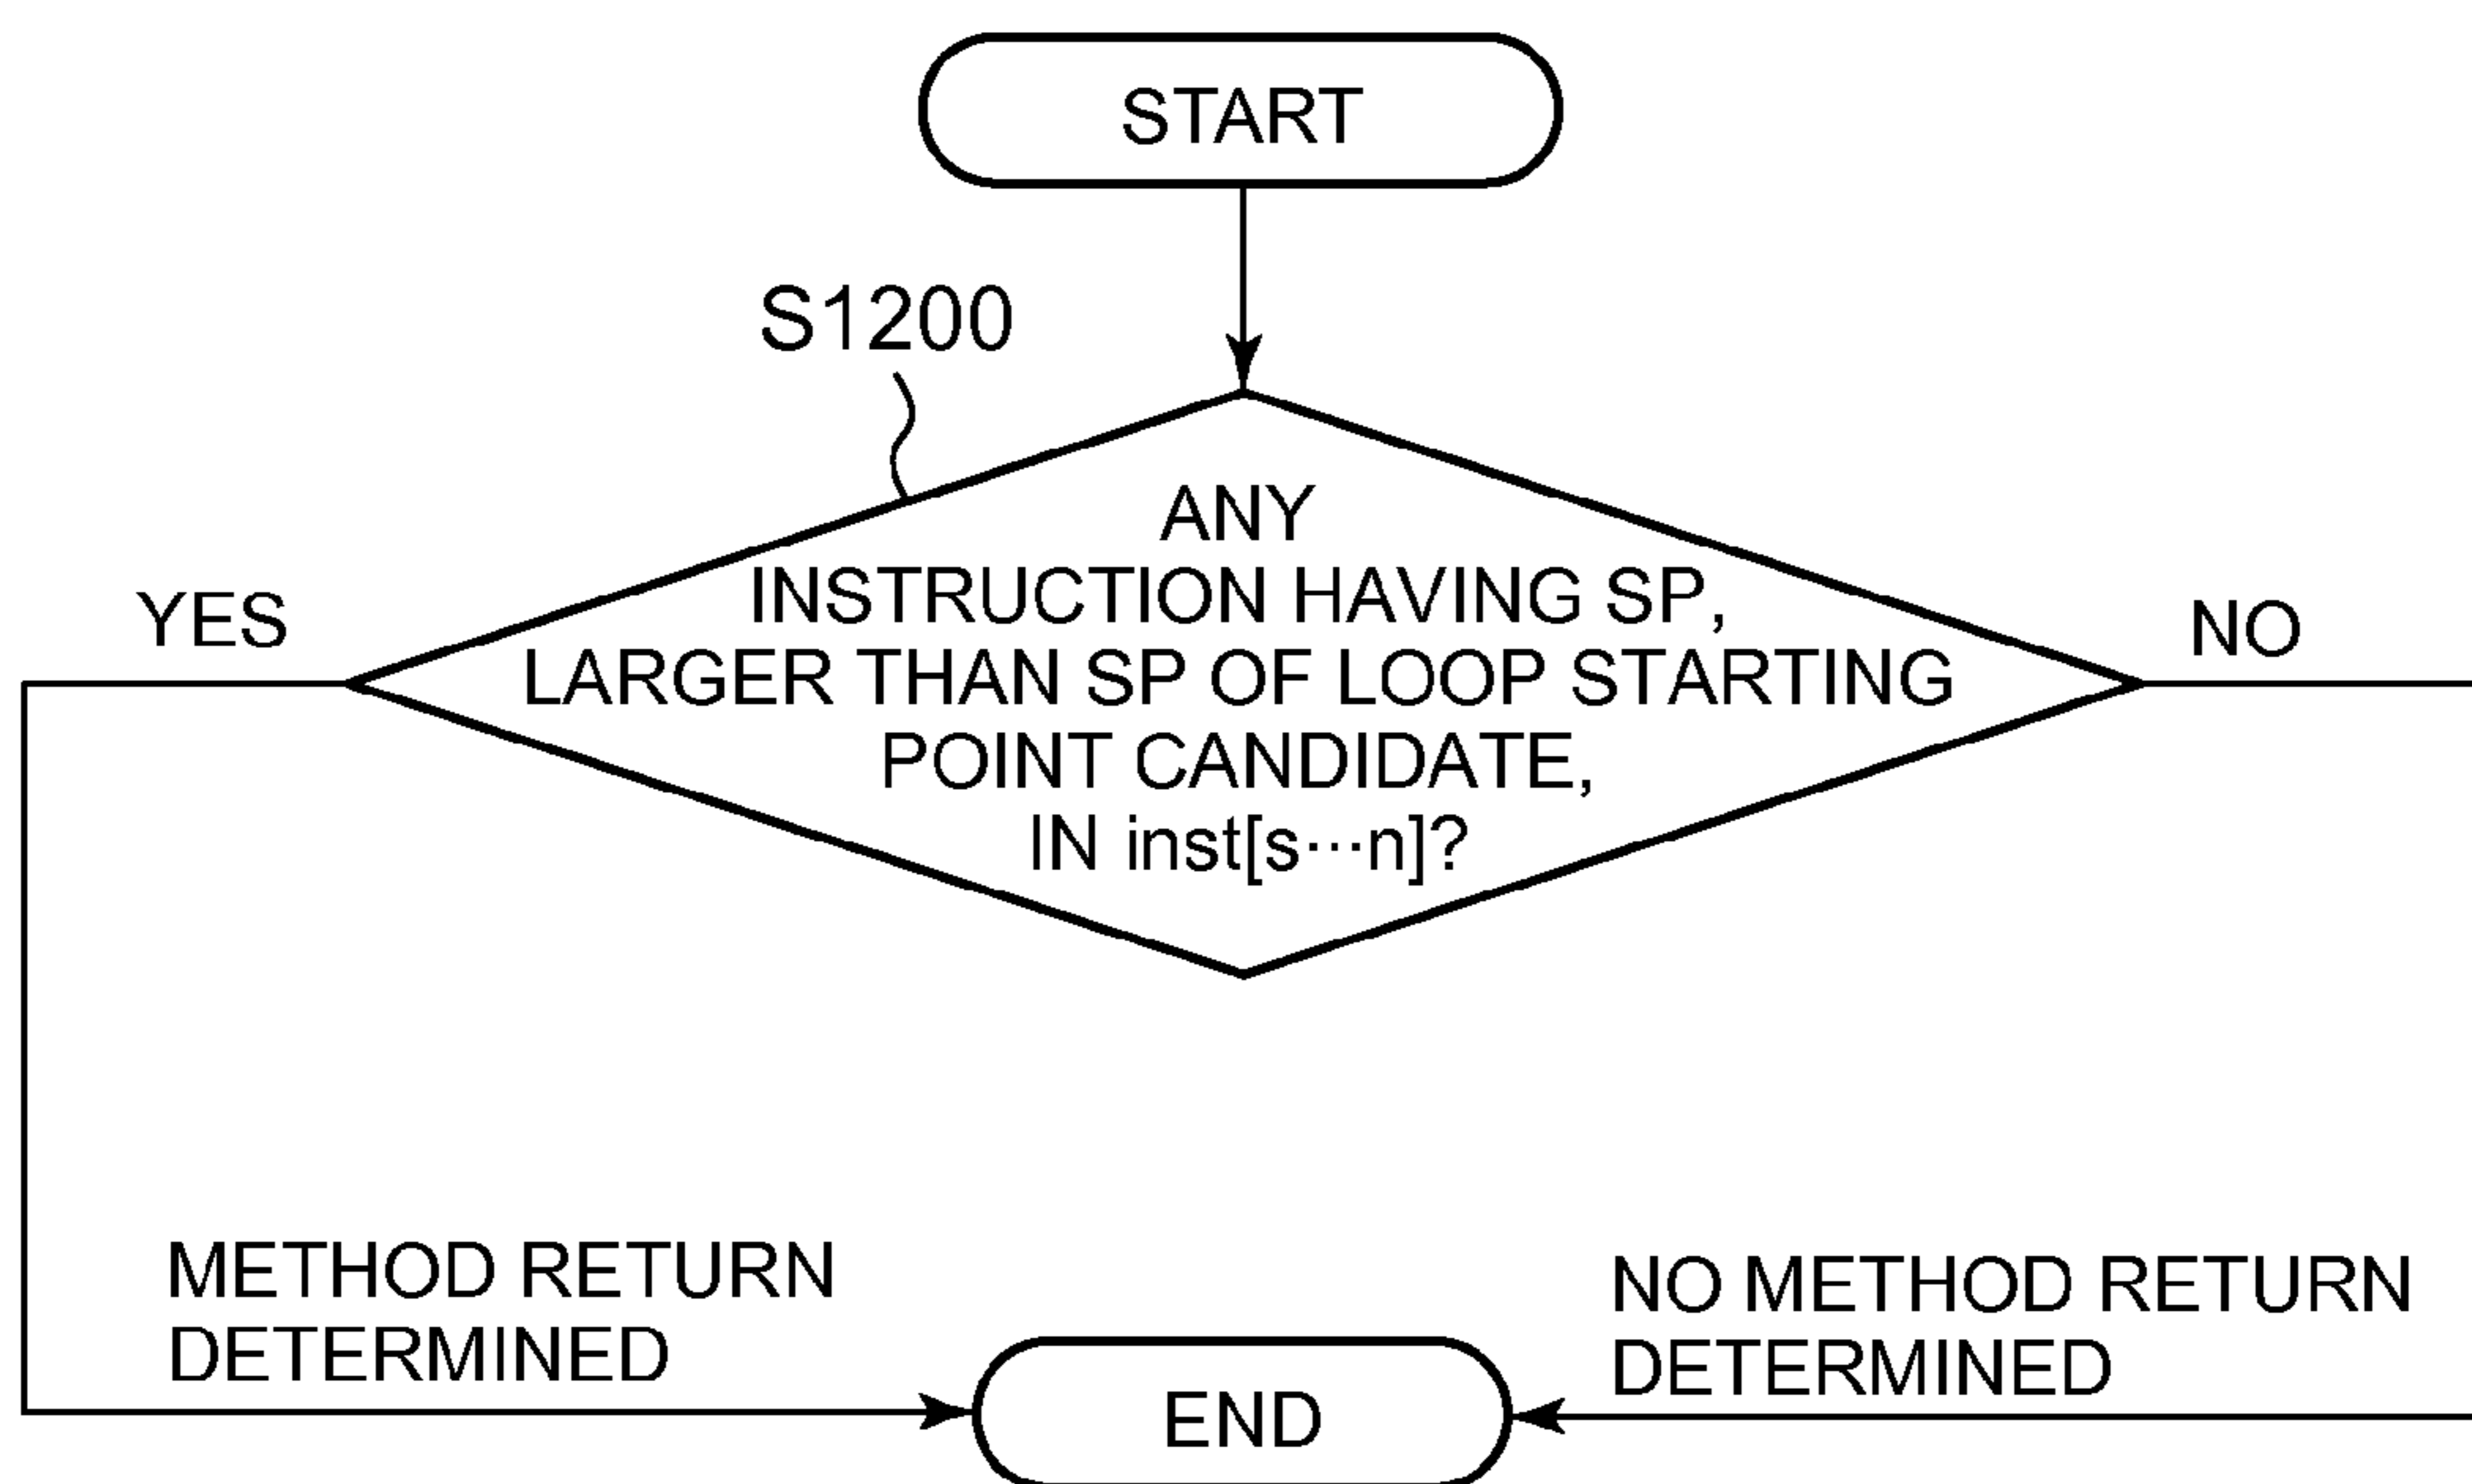 START
S1200
ANY
INSTRUCTION HAVING SP,
LARGER THAN SP OF LOOP STARTING
POINT CANDIDATE,
IN inst[s···n]?
YES
NO
METHOD RETURN
DETERMINED
NO METHOD RETURN
DETERMINED
END